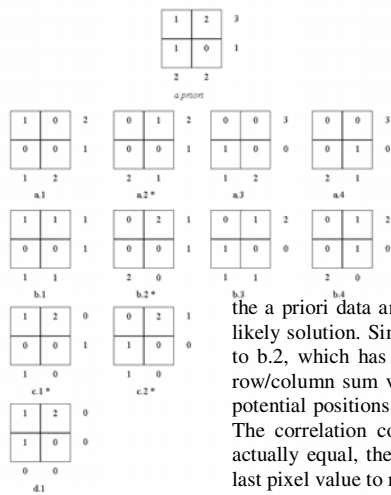 1 2 3
1 0 1
2 2
a priori
1 0 2 0 1 2 0 0 3 0 0 3
0 0 1 0 0 1 1 0 0 0 1 0
1 2 2 1 1 2 2 1
a.1 a.2 * a.3 a.4
1 1 1 0 2 1 0 1 2 0 1 2
0 0 1 0 0 1 1 0 0 0 1 0
1 1 2 0 1 1 2 0
b.1 b.2 * b.3 b.4
1 2 0 0 2 1
0 0 1 1 0 0
1 0 1 0
c.1 * c.2 *
1 2 0
1 0 0
0 0
d.1
the a priori data
likely solution.
to b.2, which has
row/column sum
potential positions
The correlation
actually equal, the
last pixel value to